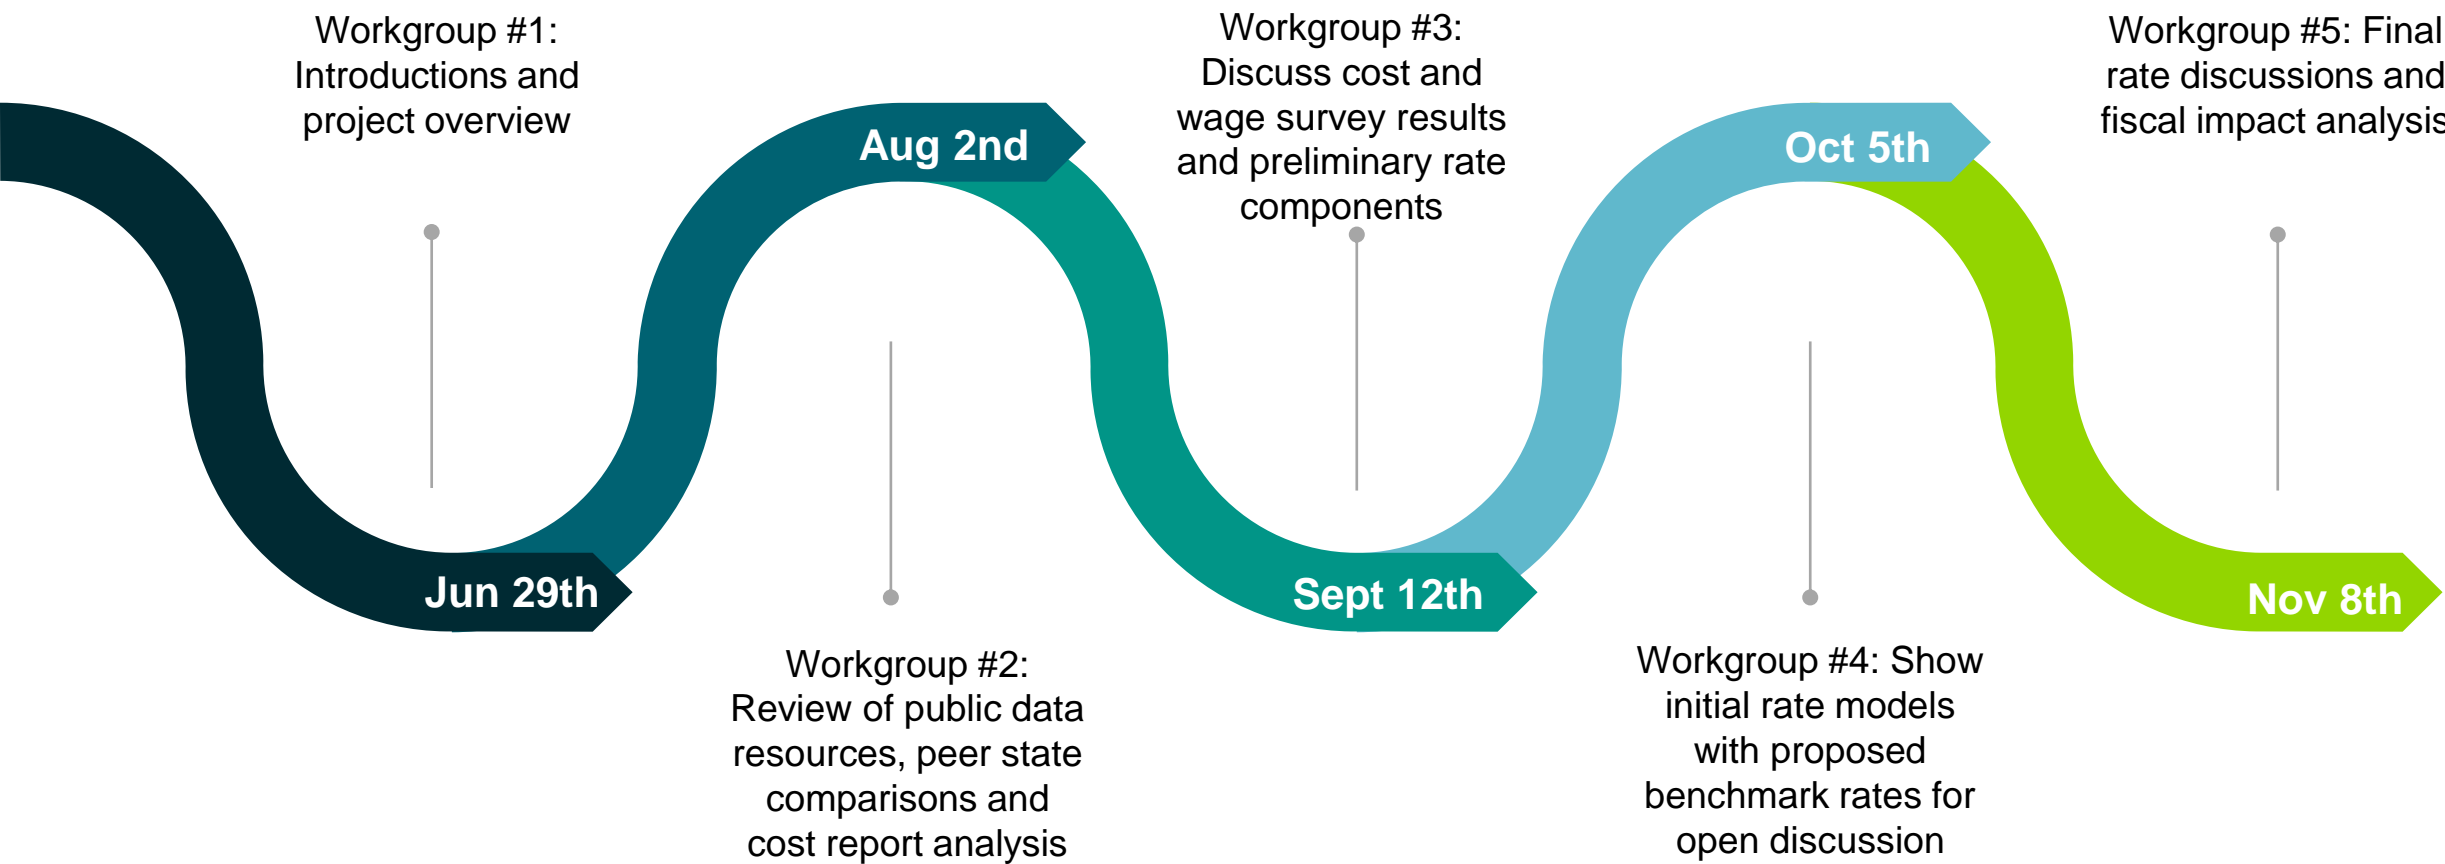 Workgroup #1:
Introductions and
project overview
Jun 29th
Aug 2nd
Workgroup #2:
Review of public data
resources, peer state
comparisons and
cost report analysis
Workgroup #3:
Discuss cost and
wage survey results
and preliminary rate
components
Sept 12th
Oct 5th
Workgroup #4: Show
initial rate models
with proposed
benchmark rates for
open discussion
Workgroup #5: Final
rate discussions and
fiscal impact analysis
Nov 8th